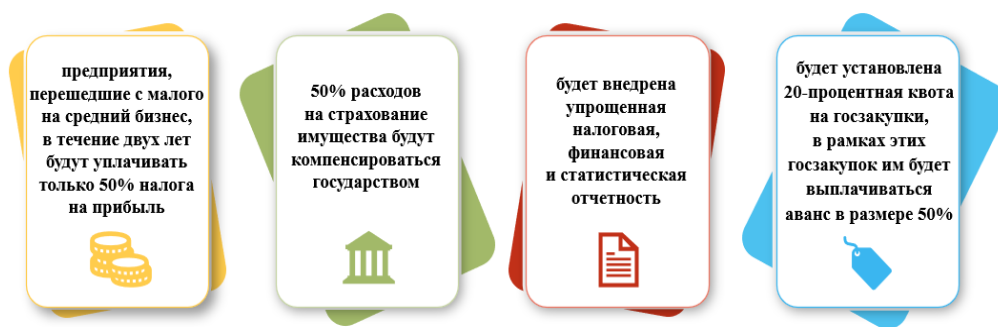 предприятия,
перешедшие с малого
на средний бизнес,
в течение двух лет
будут уплачивать
только 50% налога
на прибыль
50% расходов
на страхование
имущества будут
компенсироваться
государством
будет внедрена
упрощенная
налоговая,
финансовая
и статистическая
отчетность
будет установлена
20-процентная квота
на госзакупки,
в рамках этих
госзакупок им будет
выплачиваться
аванс в размере 50%